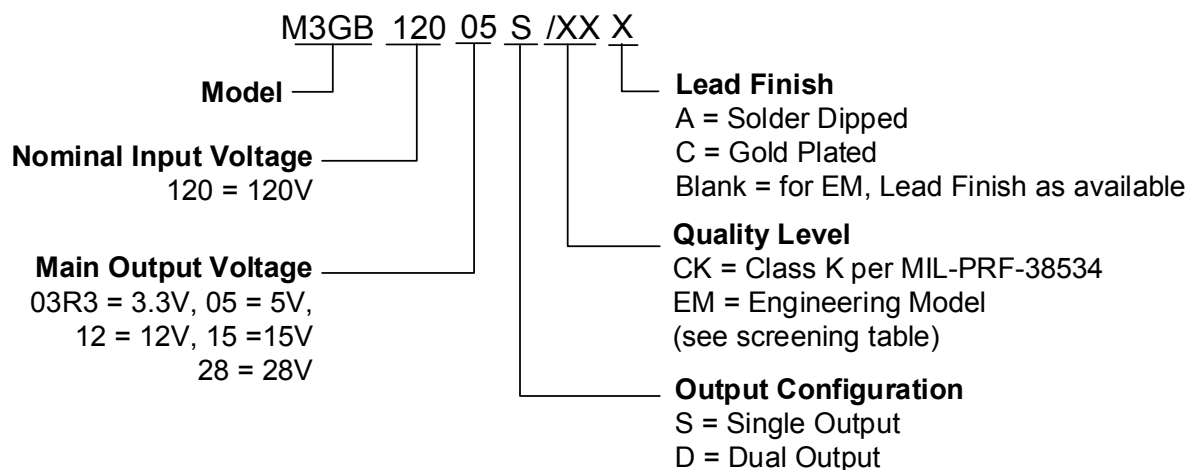 M3GB 120 05 S /XX X
Model
Nominal Input Voltage
120 = 120V
Main Output Voltage
03R3 = 3.3V, 05 = 5V,
12 = 12V, 15 =15V
28 = 28V
Lead Finish
A = Solder Dipped
C = Gold Plated
Blank = for EM, Lead Finish as available
Quality Level
CK = Class K per MIL-PRF-38534
EM = Engineering Model
(see screening table)
Output Configuration
S = Single Output
D = Dual Output